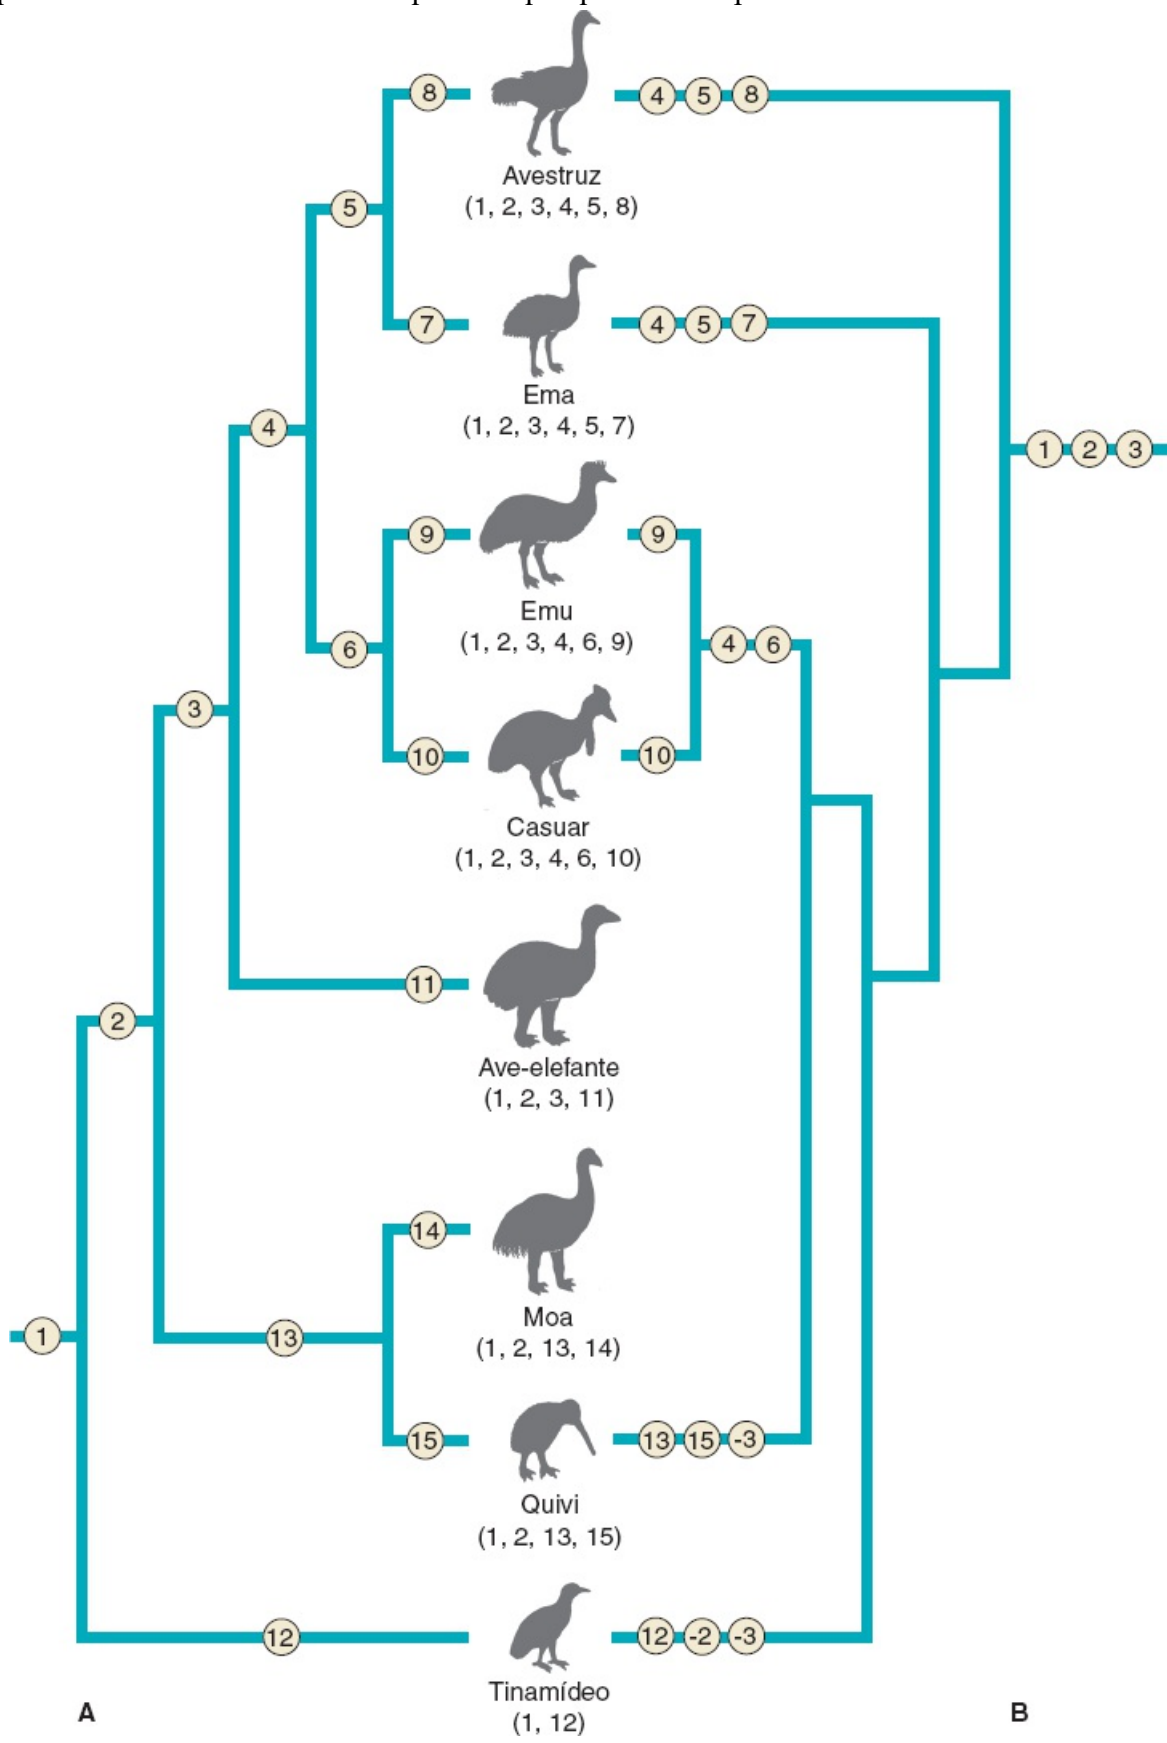 8
4 5 8
Avestruz
(1, 2, 3, 4, 5, 8)
5
7
4 5 7
Ema
(1, 2, 3, 4, 5, 7)
4
1 2 3
9
9
Emu
(1, 2, 3, 4, 6, 9)
6
4 6
3
10
10
Casuar
(1, 2, 3, 4, 6, 10)
11
2
Ave-elefante
(1, 2, 3, 11)
14
Moa
(1, 2, 13, 14)
1
13
15
13 15 -3
Quivi
(1, 2, 13, 15)
12
12 -2 -3
Tinamídeo
(1, 12)
A
B